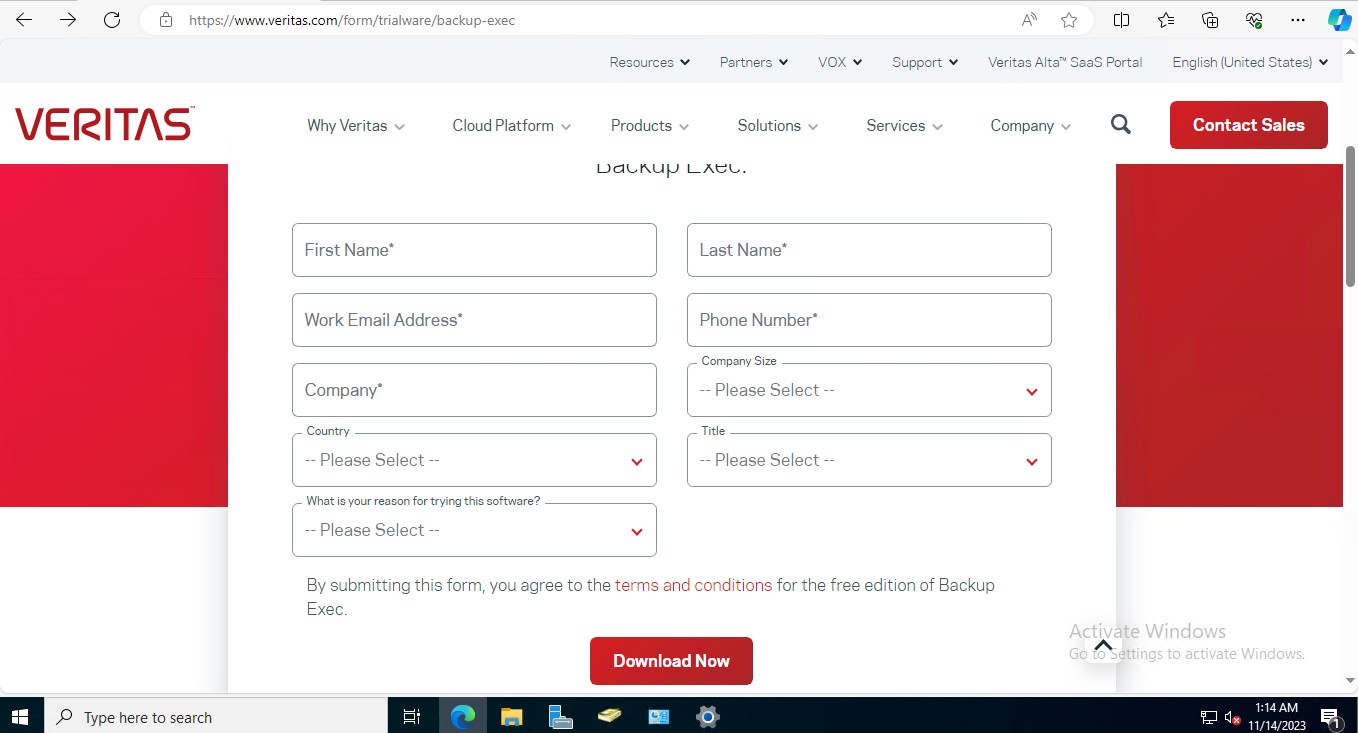 https://www.veritas.com/form/trialware/backup-exec
Resources Partners VOX Support Veritas Alta™ SaaS Portal English (United States)
VERITAS™ Why Veritas Cloud Platform Products Solutions Services Company Contact Sales
Backup Exec.
First Name* Last Name*
Work Email Address* Phone Number*
Company Size
Company* -- Please Select --
Country Title
-- Please Select -- -- Please Select --
What is your reason for trying this software?
-- Please Select --
By submitting this form, you agree to the terms and conditions for the free edition of Backup
Exec.
Activate Windows
Go to Settings to activate Windows.
Download Now
Type here to search
1:14 AM
11/14/2023
1